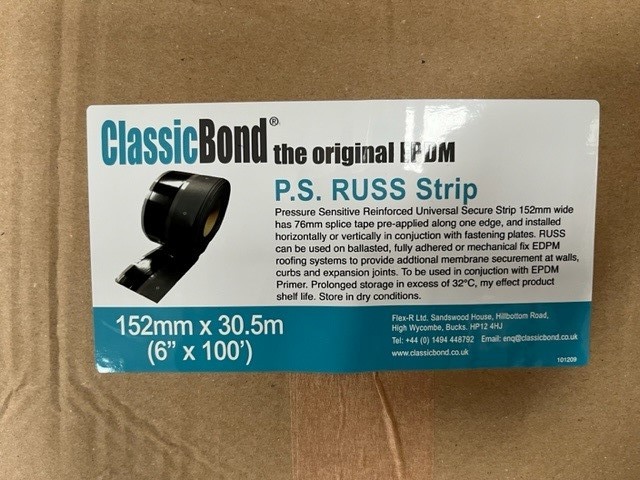 ClassicBond® the original EPDM
P.S. RUSS Strip
Pressure Sensitive Reinforced Universal Secure Strip 152mm wide
has 76mm splice tape pre-applied along one edge, and installed
horizontally or vertically in conjuction with fastening plates. RUSS
can be used on ballasted, fully adhered or mechanical fix EDPM
roofing systems to provide addtional membrane securement at walls,
curbs and expansion joints. To be used in conjuction with EPDM
Primer. Prolonged storage in excess of 32ºC, my effect product
shelf life. Store in dry conditions.
152mm x 30.5m
(6” x 100’)
Flex-R Ltd. Sandswood House, Hillbottom Road,
High Wycombe, Bucks. HP12 4HJ
Tel: +44 (0) 1494 448792 Email: enq@classicbond.co.uk
www.classicbond.co.uk
101209